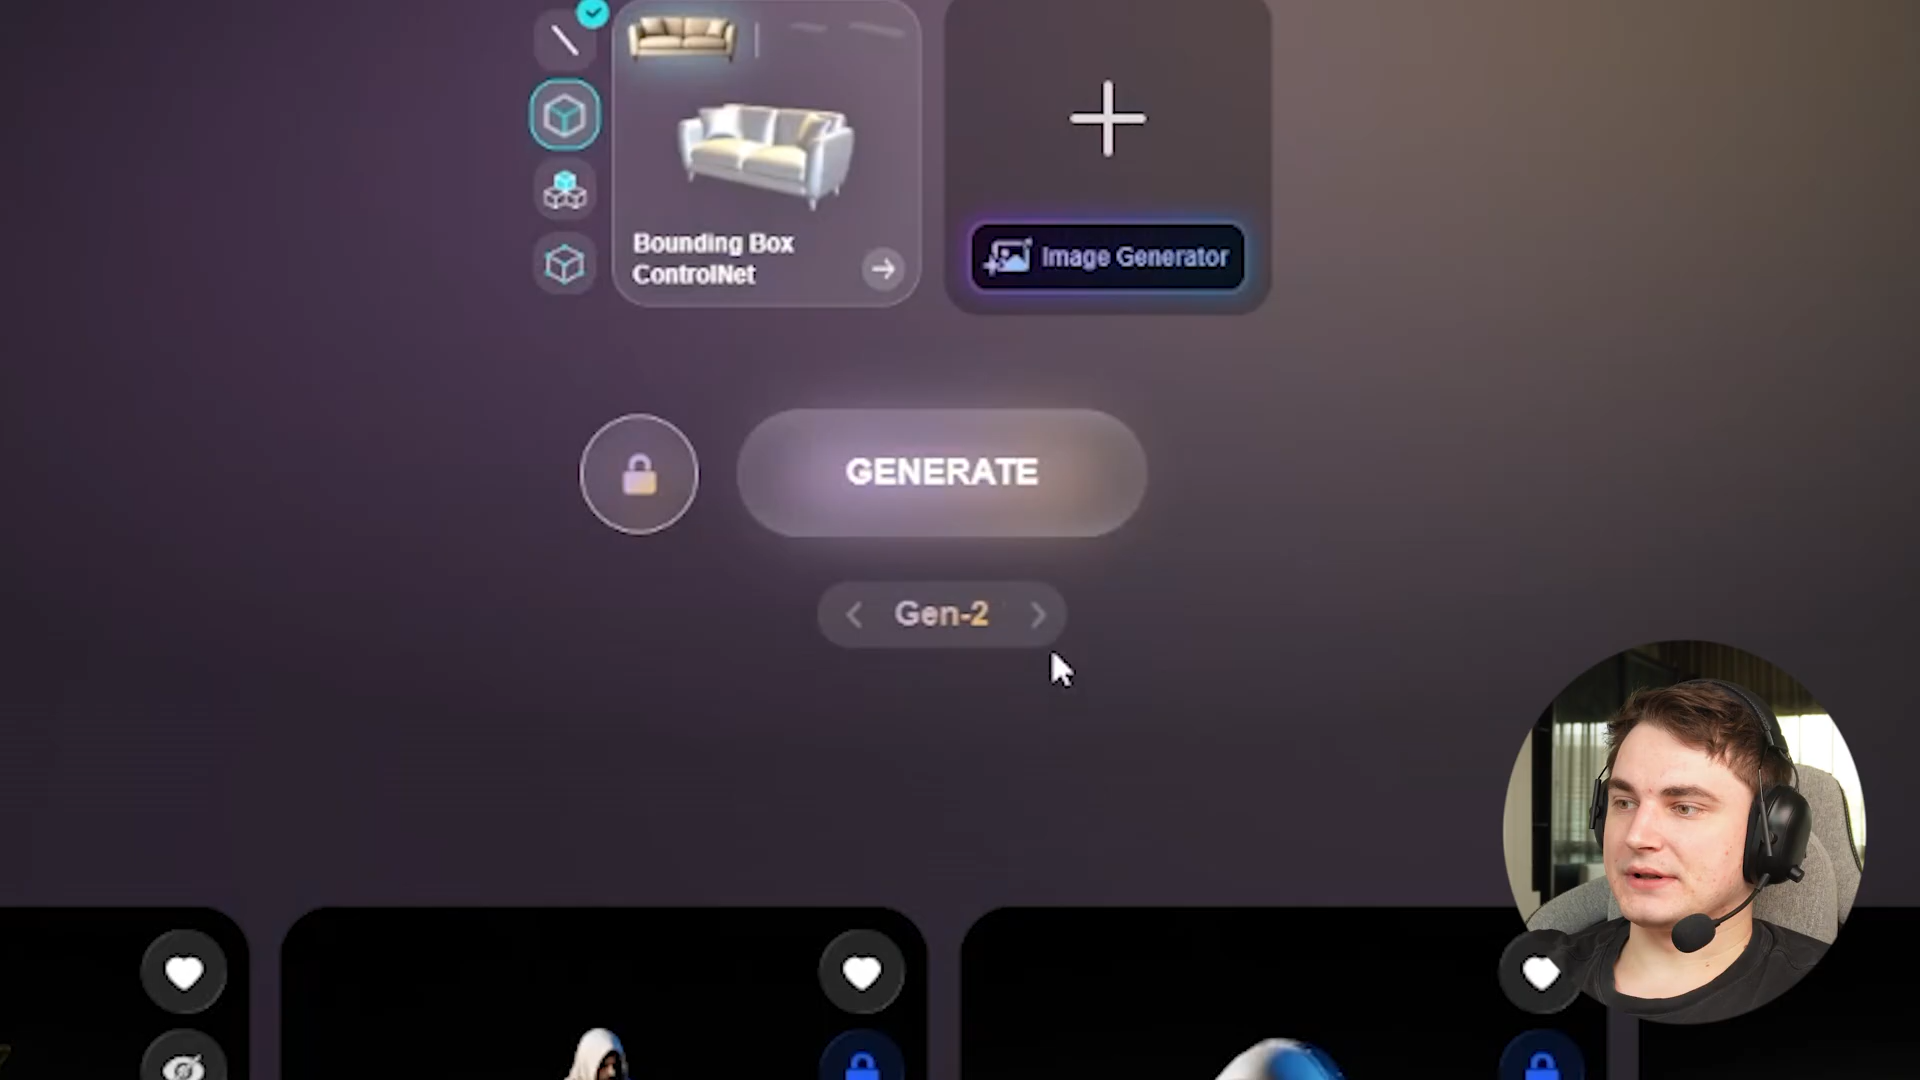 Bounding Box
ControlNet
Image Generator
GENERATE
Gen-2